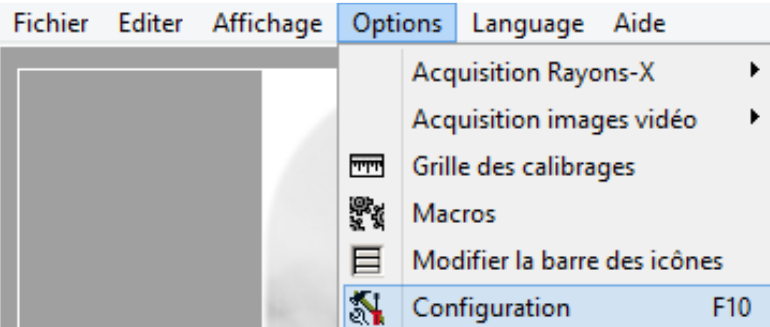 Fichier Editer Affichage Options Language Aide
Acquisition Rayons-X
Acquisition images vidéo
Grille des calibrages
Macros
Modifier la barre des icônes
Configuration F10